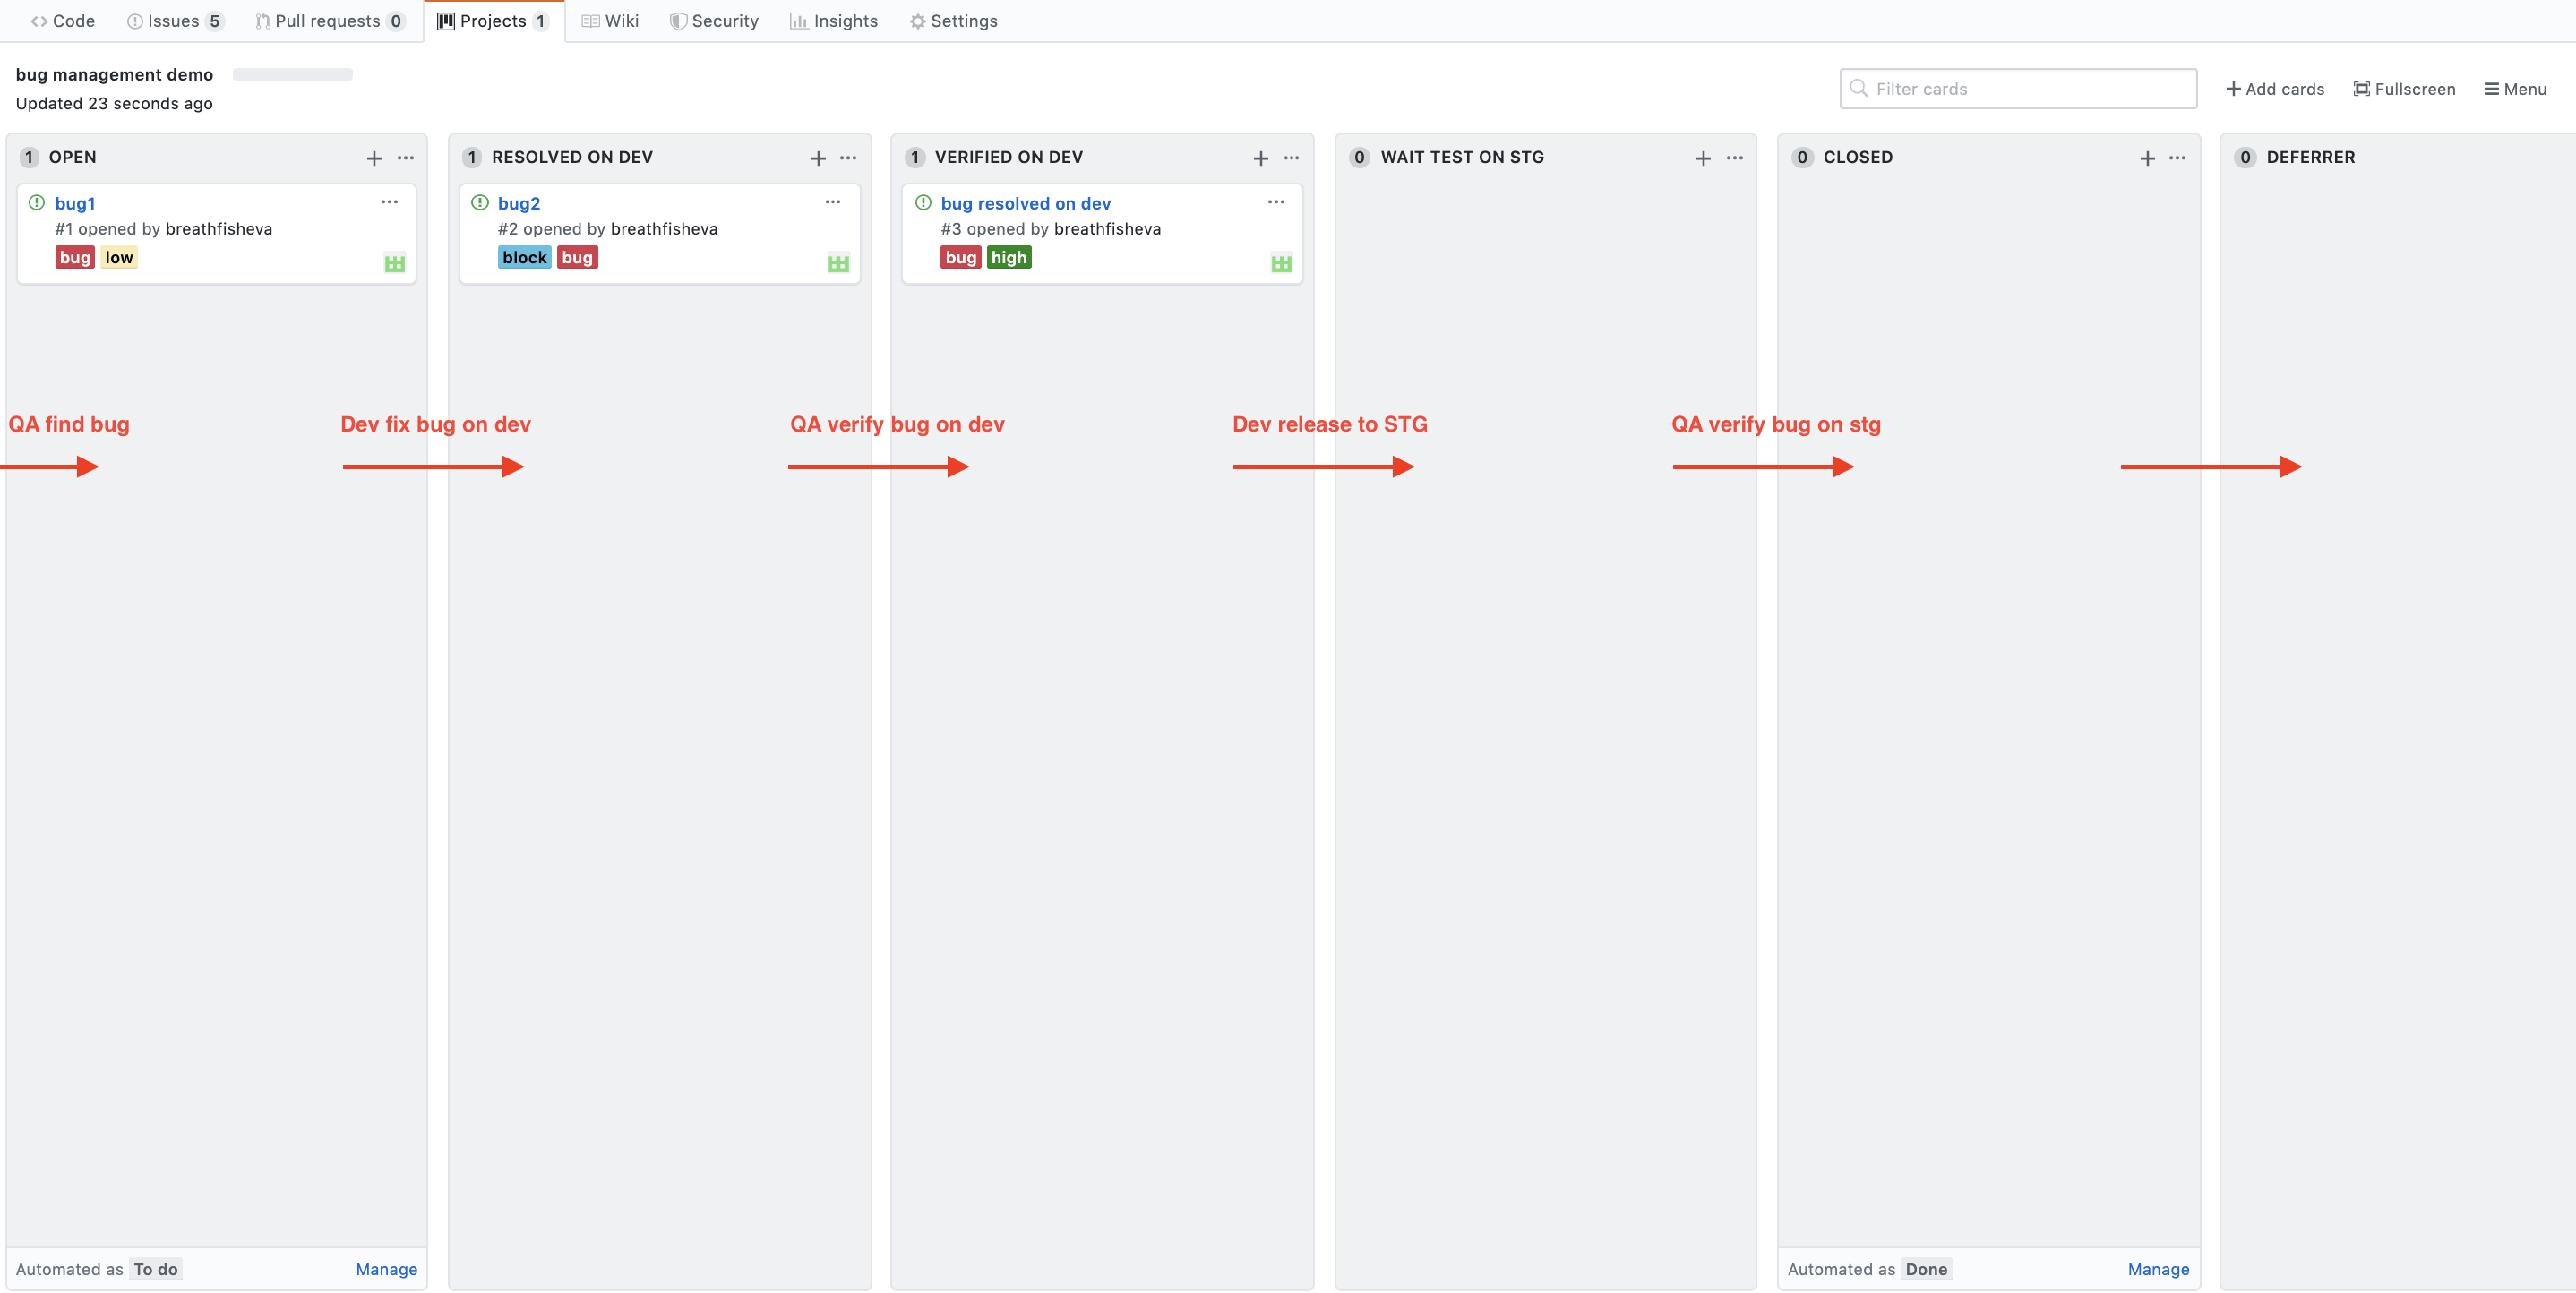 Code Issues 5 Pull requests 0 Projects 1 Wiki Security Insights Settings
bug management demo
Updated 23 seconds ago
Filter cards
Add cards Fullscreen Menu
1 OPEN
bug1
#1 opened by breathfisheva
bug low
1 RESOLVED ON DEV
bug2
#2 opened by breathfisheva
block bug
1 VERIFIED ON DEV
bug resolved on dev
#3 opened by breathfisheva
bug high
0 WAIT TEST ON STG
0 CLOSED
0 DEFERRER
QA find bug
Dev fix bug on dev
QA verify bug on dev
Dev release to STG
QA verify bug on stg
Automated as To do Manage
Automated as Done Manage